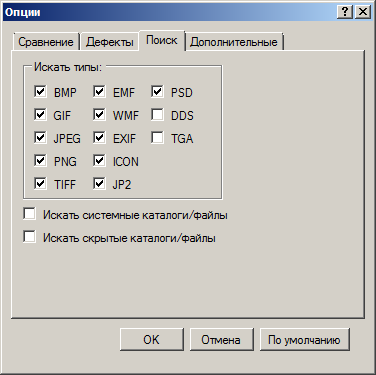 Опции
Сравнение Дефекты Поиск Дополнительные
Искать типы:
BMP EMF PSD
GIF WMF DDS
JPEG EXIF TGA
PNG ICON
TIFF JP2
Искать системные каталоги/файлы
Искать скрытые каталоги/файлы
OK Отмена По умолчанию